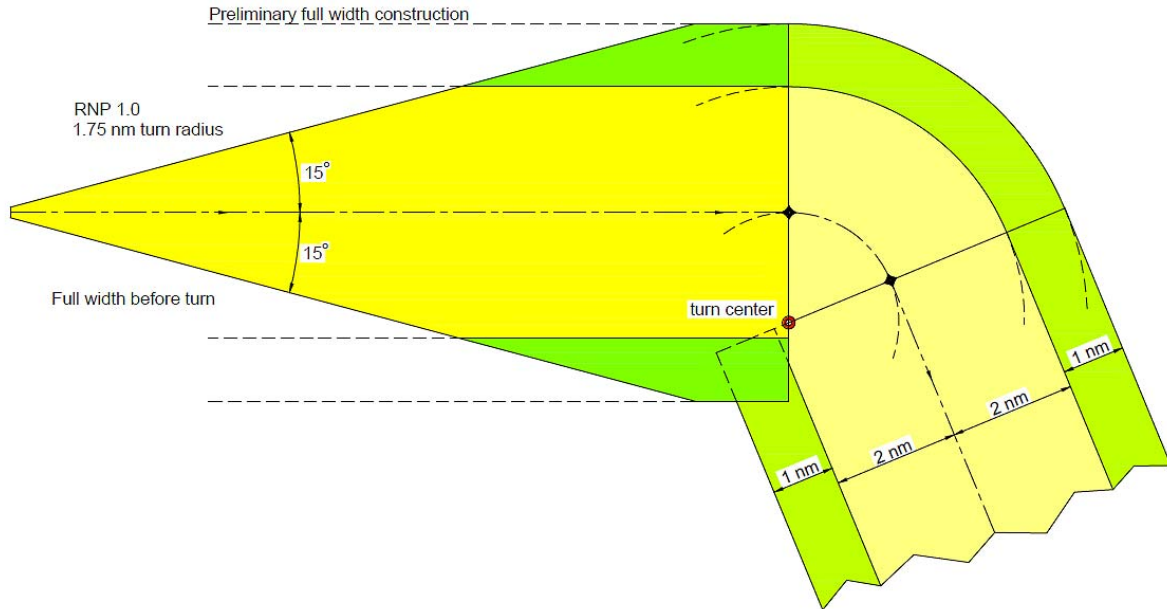 Preliminary full width construction
RNP 1.0
1.75 nm turn radius
15°
15°
Full width before turn
turn center
1 nm
2 nm
2 nm
1 nm